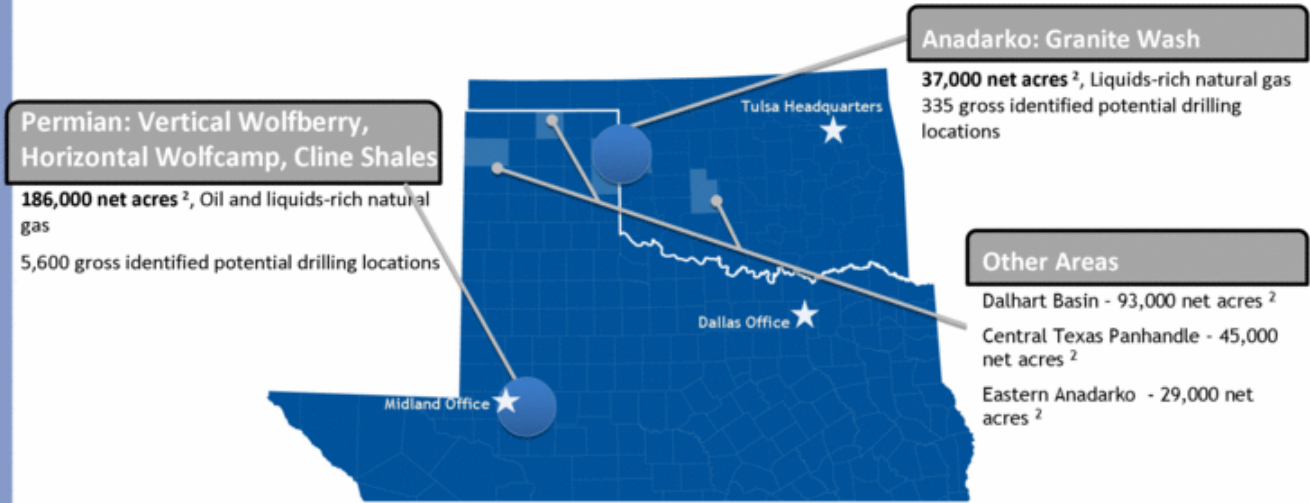 Anadarko: Granite Wash
37,000 net acres ², Liquids-rich natural gas
335 gross identified potential drilling
locations
Tulsa Headquarters
Permian: Vertical Wolfberry,
Horizontal Wolfcamp, Cline Shales
186,000 net acres ², Oil and liquids-rich natural
gas
5,600 gross identified potential drilling locations
Other Areas
Dalhart Basin - 93,000 net acres ²
Central Texas Panhandle - 45,000
net acres ²
Eastern Anadarko - 29,000 net
acres ²
Dallas Office
Midland Office